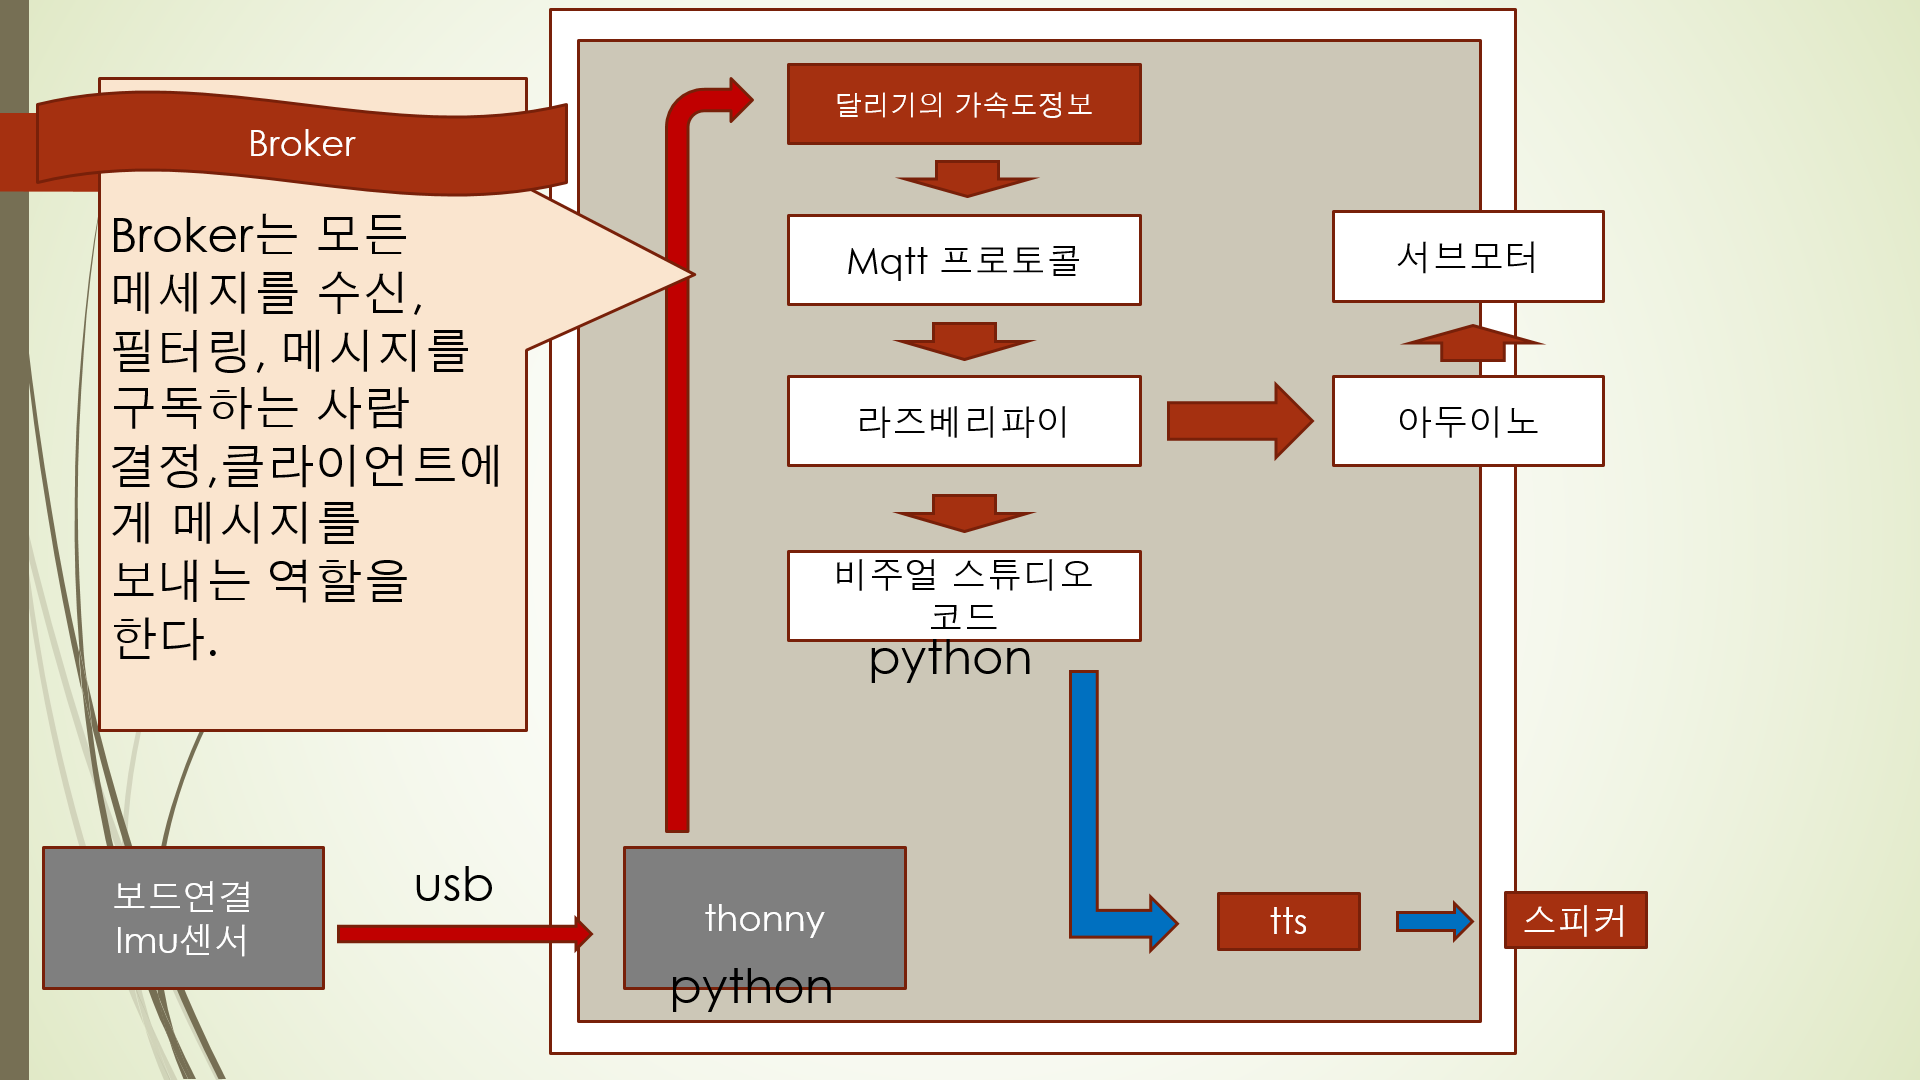 Broker
Broker는 모든
메세지를 수신,
필터링, 메시지를
구독하는 사람
결정,클라이언트에
게 메시지를
보내는 역할을
한다.
달리기의 가속도정보
Mqtt 프로토콜
서브모터
라즈베리파이
아두이노
비주얼 스튜디오
코드
python
보드연결
Imu센서
usb
thonny
python
tts
스피커